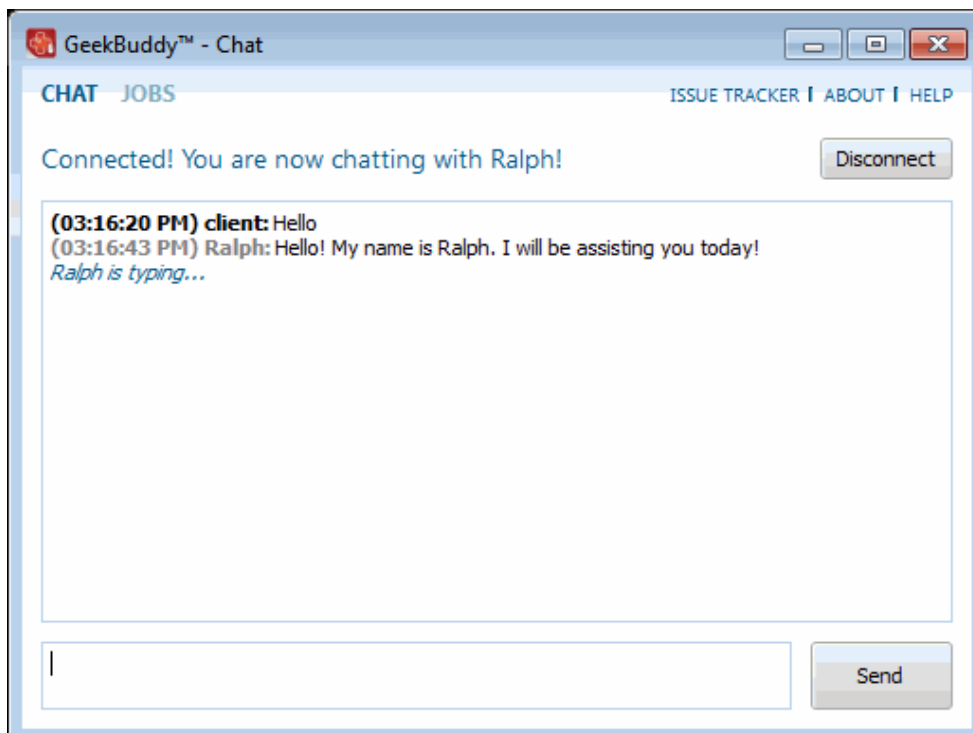 GeekBuddy™ - Chat
CHAT JOBS ISSUE TRACKER | ABOUT | HELP
Connected! You are now chatting with Ralph! Disconnect
(03:16:20 PM) client: Hello
(03:16:43 PM) Ralph: Hello! My name is Ralph. I will be assisting you today!
Ralph is typing...
Send